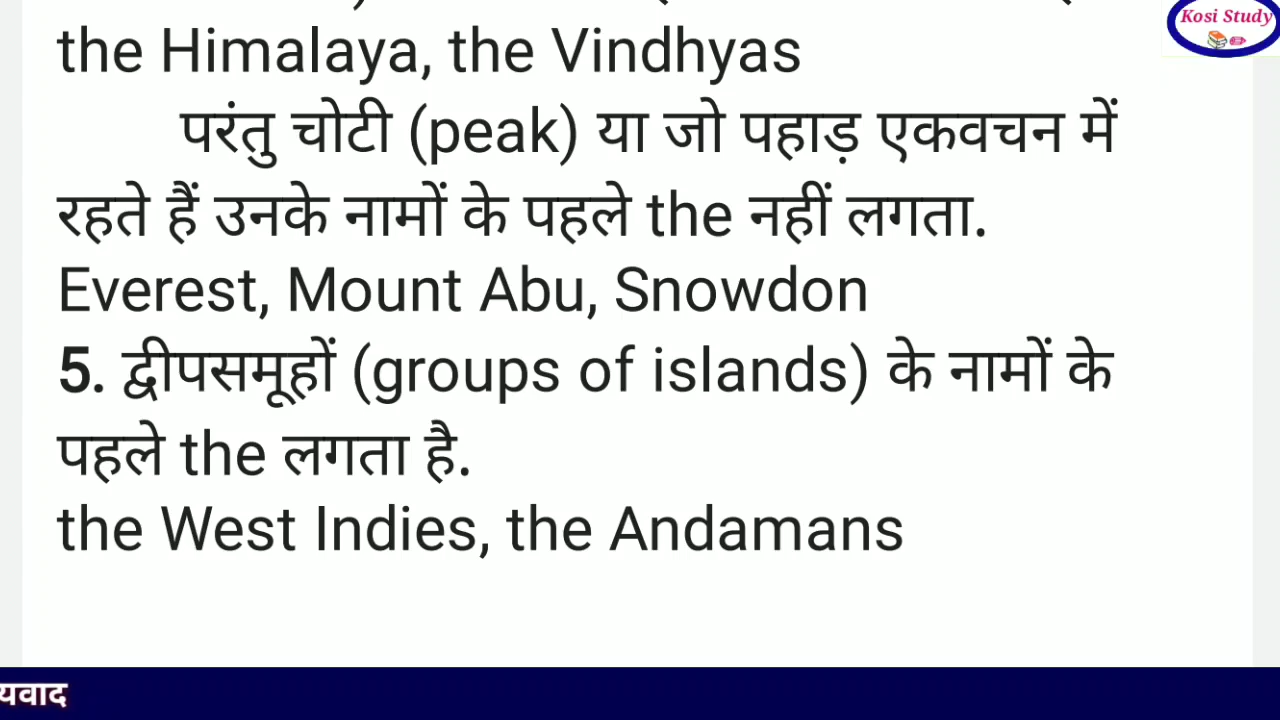 Kosi Study
the Himalaya, the Vindhyas
परंतु चोटी (peak) या जो पहाड़ एकवचन में
रहते हैं उनके नामों के पहले the नहीं लगता.
Everest, Mount Abu, Snowdon
5. द्वीपसमूहों (groups of islands) के नामों के
पहले the लगता है.
the West Indies, the Andamans
यवाद